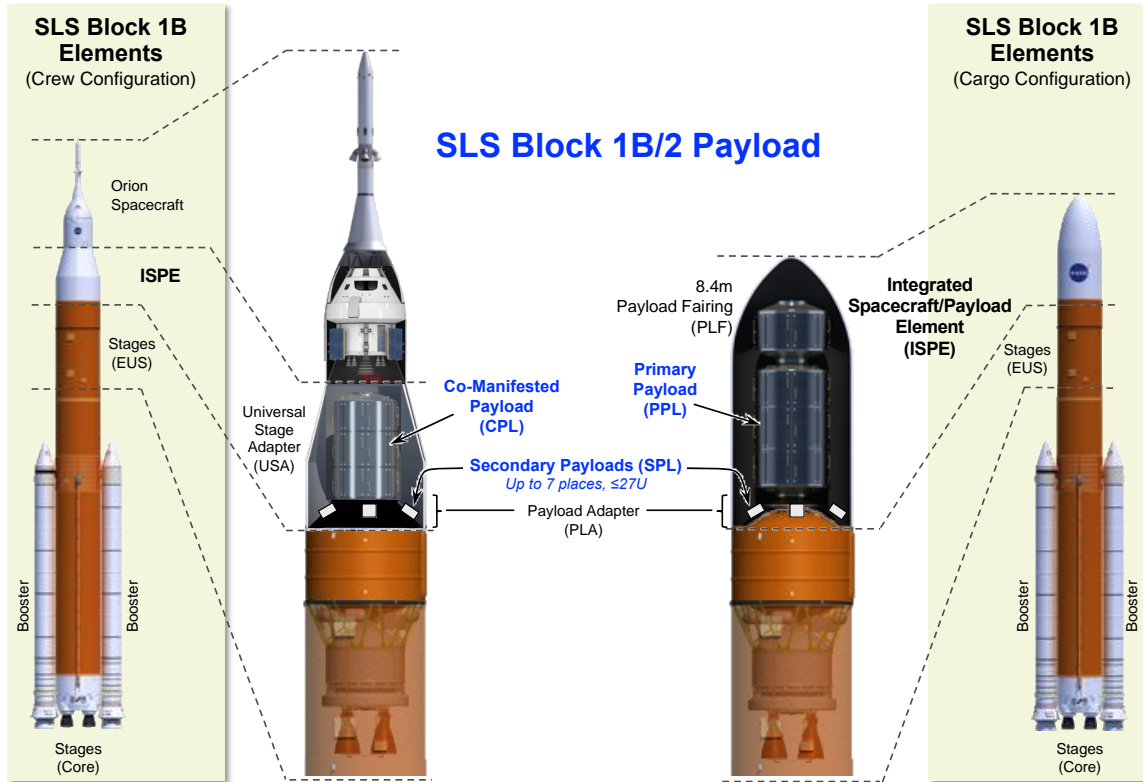 SLS Block 1B
Elements
(Crew Configuration)
Orion
Spacecraft
ISPE
Stages
(EUS)
Booster
Booster
Stages
(Core)
SLS Block 1B/2 Payload
Universal
Stage
Adapter
(USA)
Co-Manifested
Payload
(CPL)
Secondary Payloads (SPL)
Up to 7 places, ≤27U
Payload Adapter
(PLA)
8.4m
Payload Fairing
(PLF)
Primary
Payload
(PPL)
Integrated
Spacecraft/Payload
Element
(ISPE)
SLS Block 1B
Elements
(Cargo Configuration)
NASA
Stages
(EUS)
Booster
Booster
Stages
(Core)